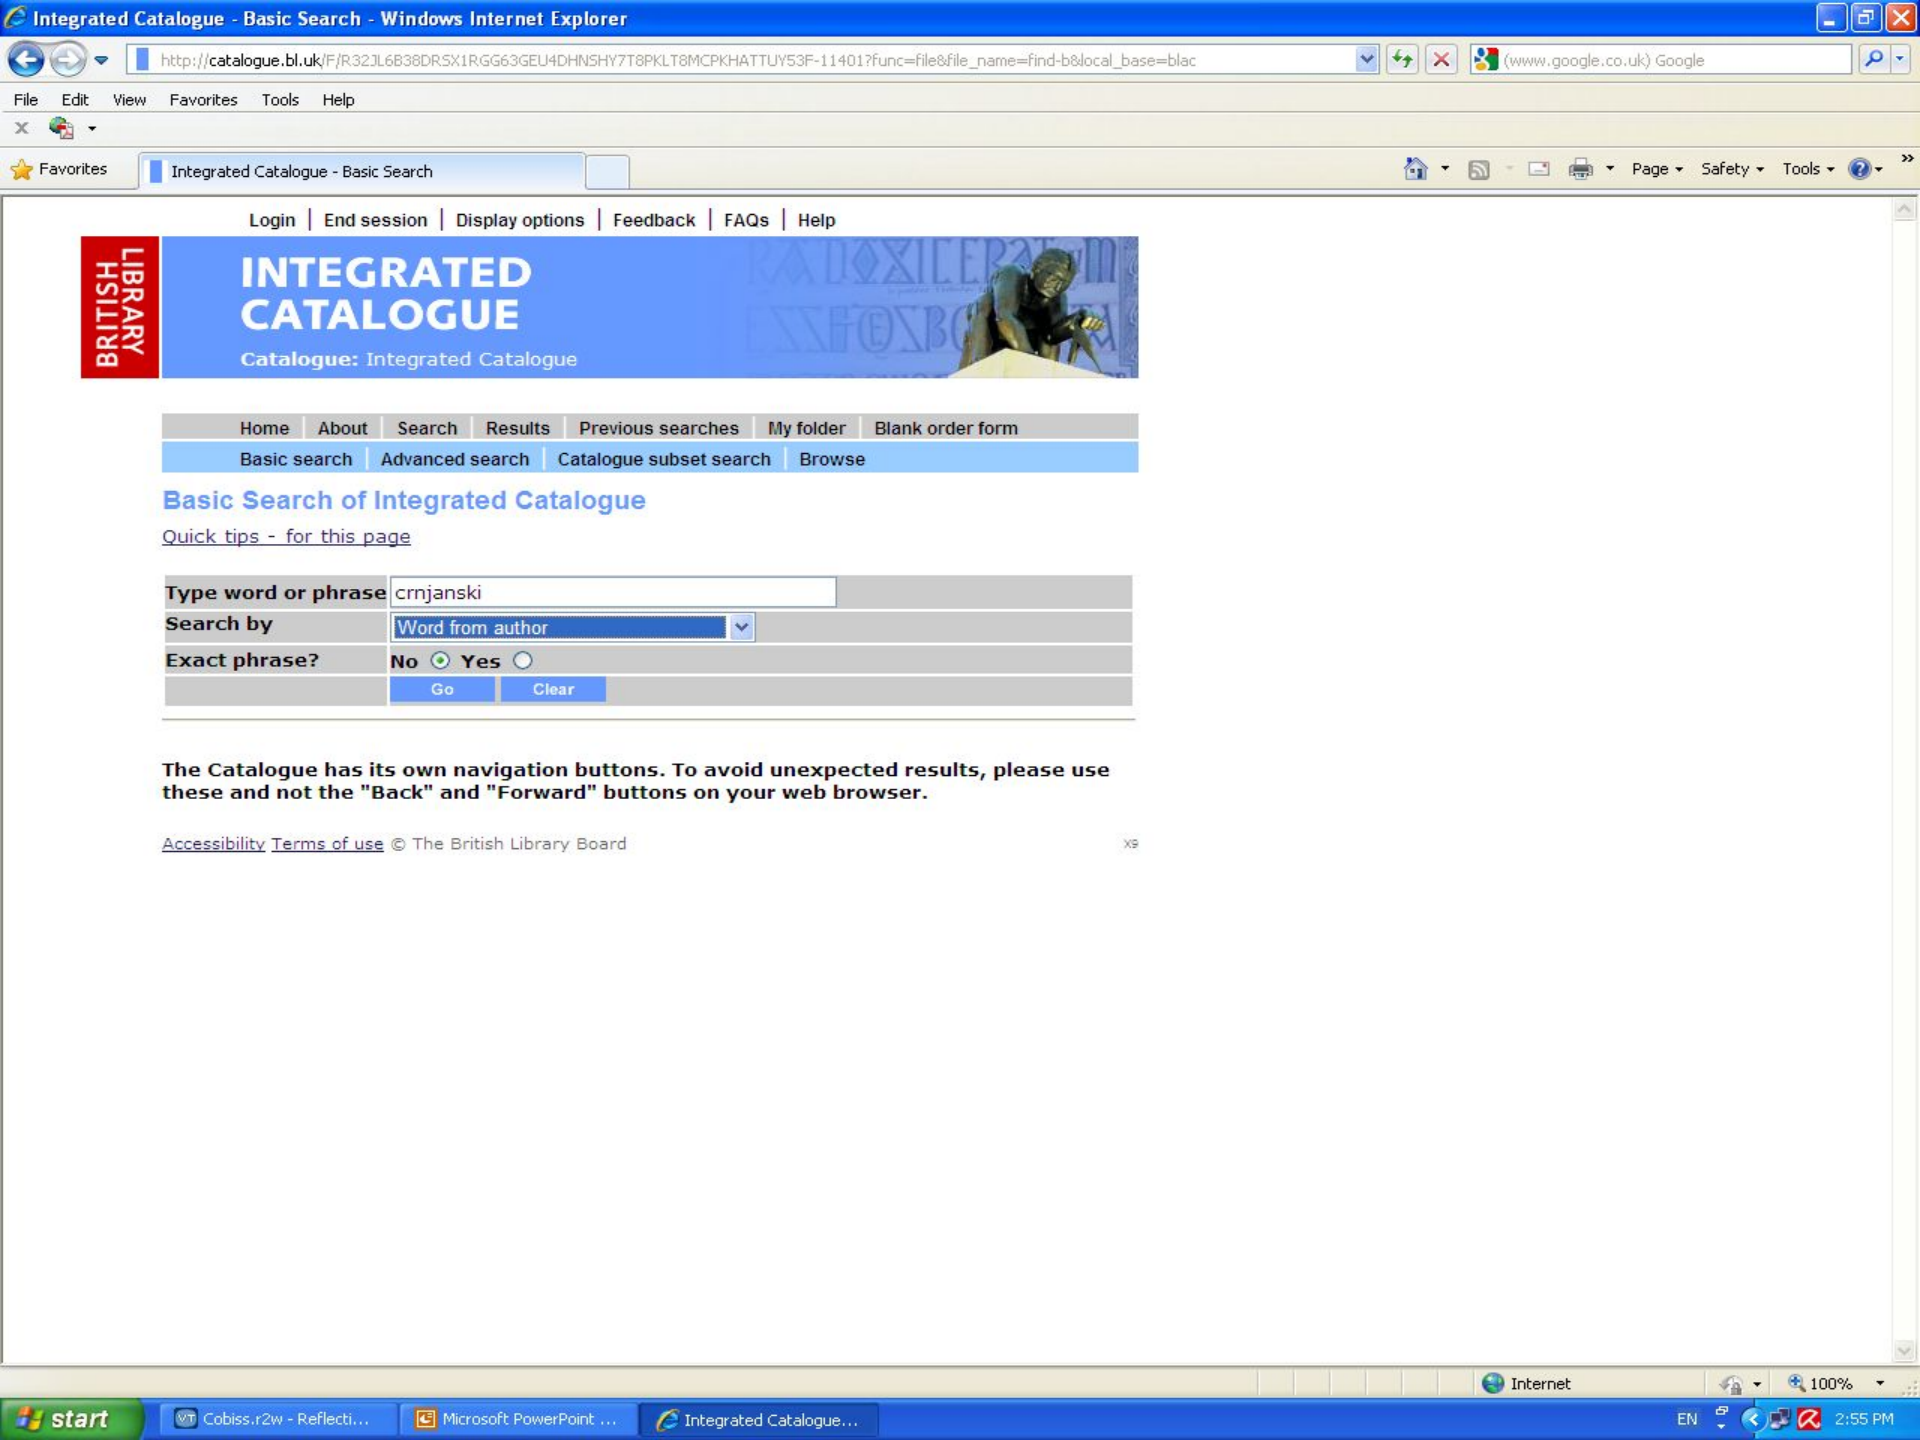 Integrated Catalogue - Basic Search - Windows Internet Explorer
http://catalogue.bl.uk/F/R32JL6B38DRSX1RGG63GEU4DHNSHY7T8PKLT8MCPKHATTUY53F-11401?func=file&file_name=find-b&local_base=blac
(www.google.co.uk) Google
File Edit View Favorites Tools Help
Favorites Integrated Catalogue - Basic Search Page Safety Tools
Login | End session | Display options | Feedback | FAQs | Help
BRITISH
LIBRARY
INTEGRATED
CATALOGUE
Catalogue: Integrated Catalogue
Home About Search Results Previous searches My folder Blank order form
Basic search Advanced search Catalogue subset search Browse
Basic Search of Integrated Catalogue
Quick tips - for this page
Type word or phrase crnjanski
Search by Word from author
Exact phrase? No Yes
Go Clear
The Catalogue has its own navigation buttons. To avoid unexpected results, please use
these and not the "Back" and "Forward" buttons on your web browser.
Accessibility Terms of use © The British Library Board X9
Internet 100%
start VT Cobiss.r2w - Reflecti... Microsoft PowerPoint ... Integrated Catalogue... EN 2:55 PM